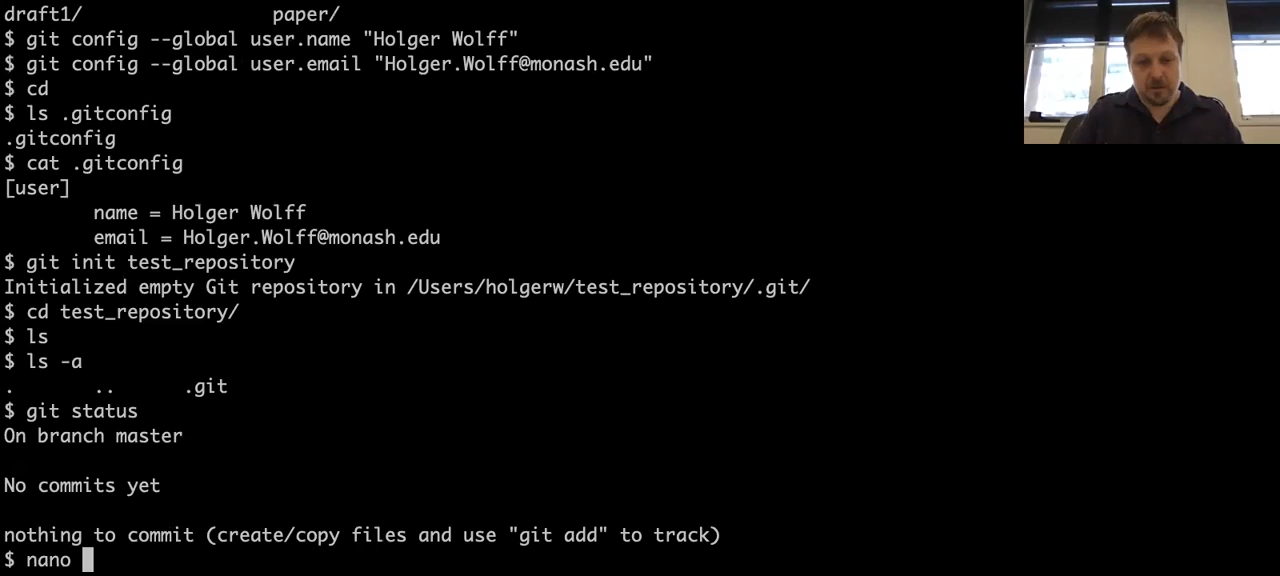 draft1/ paper/
$ git config --global user.name "Holger Wolff"
$ git config --global user.email "Holger.Wolff@monash.edu"
$ cd
$ ls .gitconfig
.gitconfig
$ cat .gitconfig
[user]
name = Holger Wolff
email = Holger.Wolff@monash.edu
$ git init test_repository
Initialized empty Git repository in /Users/holgerw/test_repository/.git/
$ cd test_repository/
$ ls
$ ls -a
. .. .git
$ git status
On branch master
No commits yet
nothing to commit (create/copy files and use "git add" to track)
$ nano